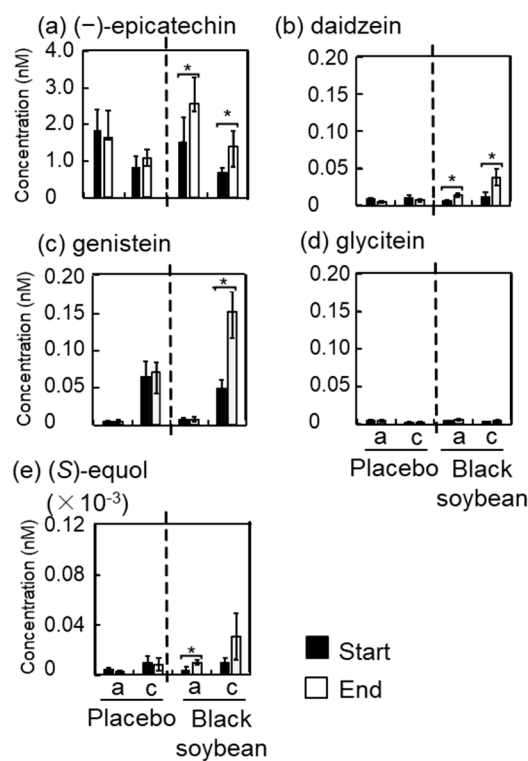 (a) (−)-epicatechin
(b) daidzein
Concentration (nM)
4.0
3.0
2.0
1.0
0
*
*
0.20
0.15
0.10
0.05
0
*
*
(c) genistein
(d) glycitein
Concentration (nM)
0.20
0.15
0.10
0.05
0
*
0.20
0.15
0.10
0.05
0
a c a c
Placebo Black
soybean
(e) (S)-equol
(×10-3)
Concentration (nM)
0.12
0.08
0.04
0
*
a c a c
Placebo Black
soybean
Start
End